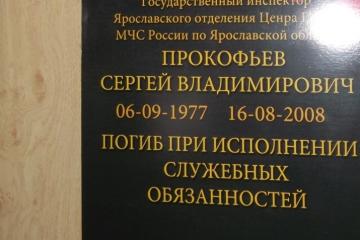 Государственный инспектор
Ярославского отделения Ценра
МЧС России по Ярославской
ПРОКОФЬЕВ
СЕРГЕЙ ВЛАДИМИРОВИЧ
06-09-1977 16-08-2008
ПОГИБ ПРИ ИСПОЛНЕНИИ
СЛУЖЕБНЫХ
ОБЯЗАННОСТЕЙ